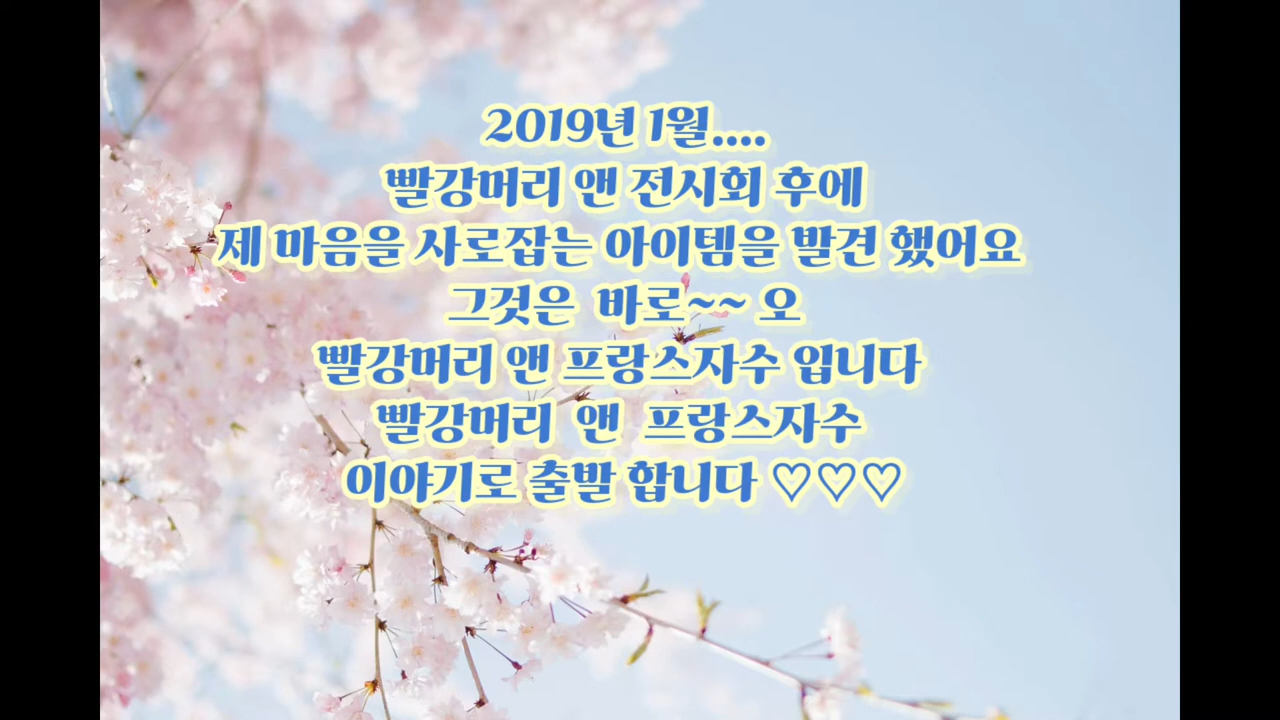 2019년 1월....
빨강머리 앤 전시회 후에
제 마음을 사로잡는 아이템을 발견 했어요
그것은 바로~~ 오
빨강머리 앤 프랑스자수 입니다
빨강머리 앤 프랑스자수
이야기로 출발 합니다 ♡♡♡